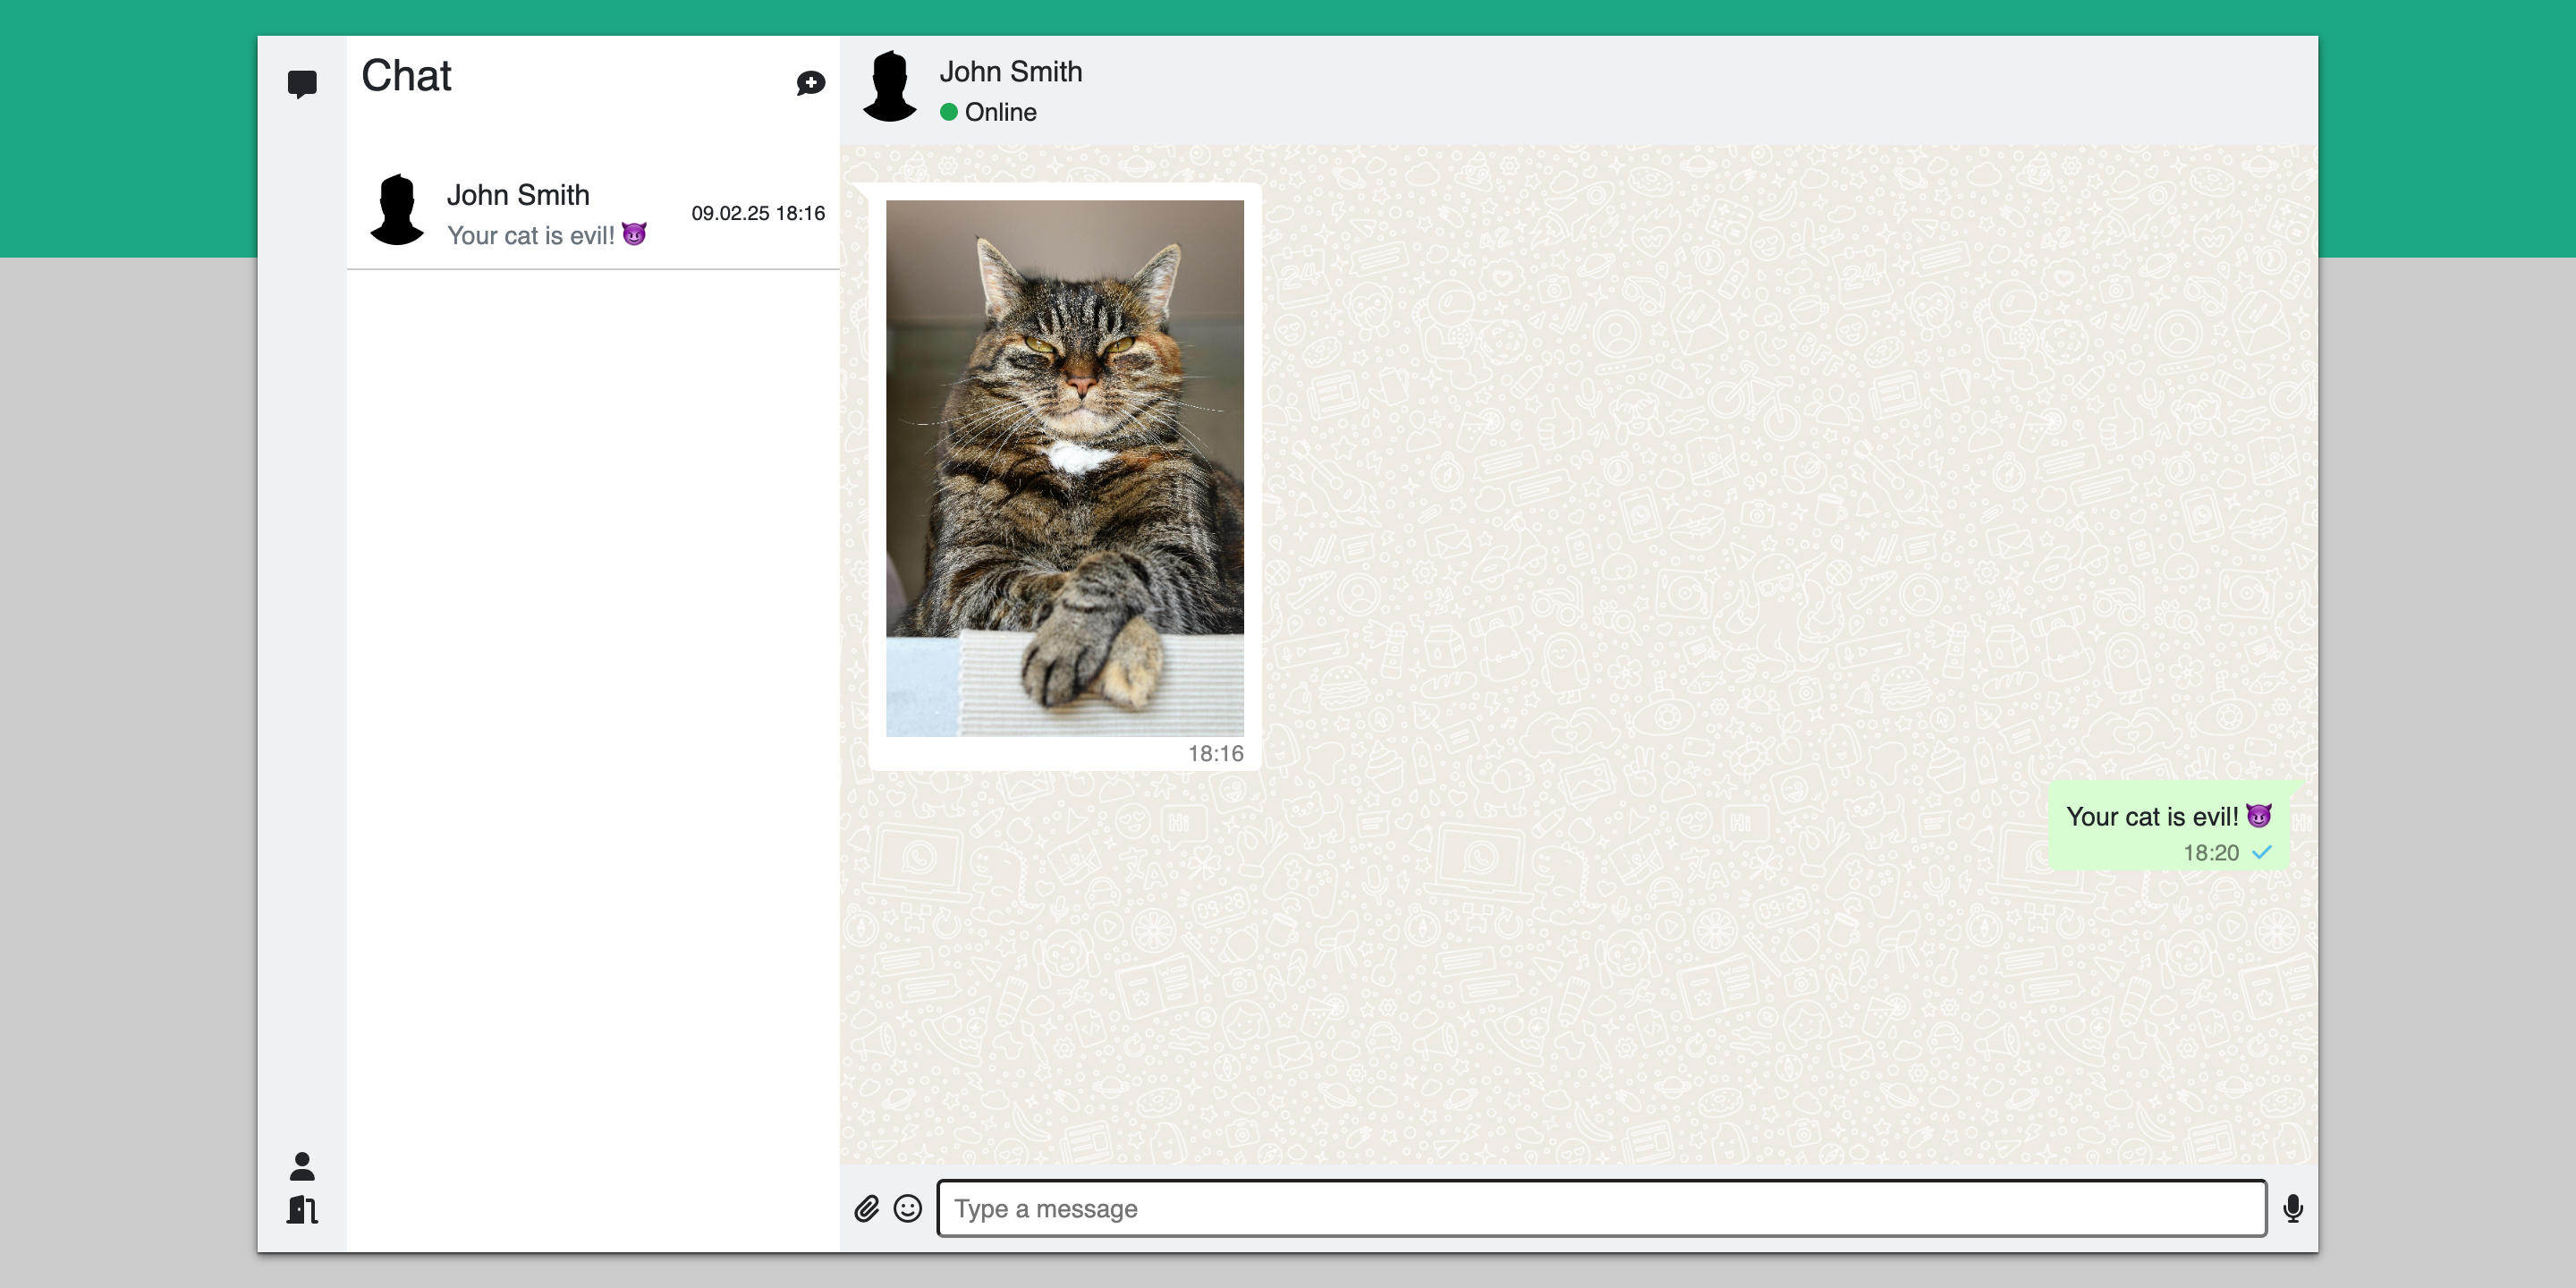 Chat
John Smith
Your cat is evil! 😈
09.02.25 18:16
John Smith
Online
18:16
Your cat is evil! 😈
18:20
Type a message